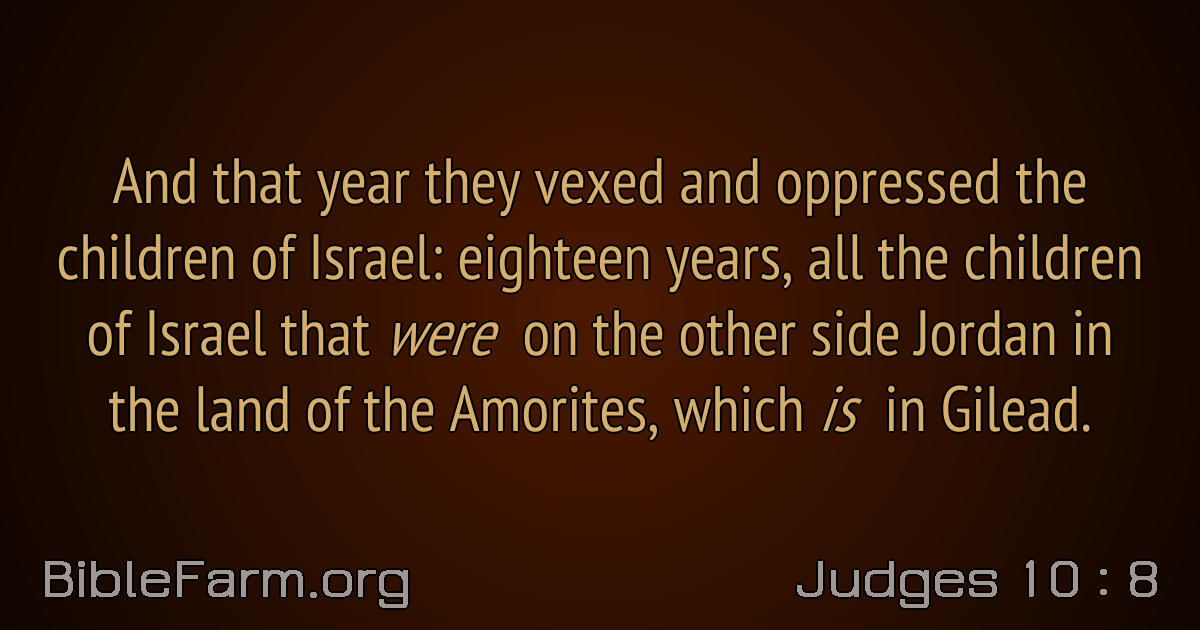 And that year they vexed and oppressed the
children of Israel: eighteen years, all the children
of Israel that were on the other side Jordan in
the land of the Amorites, which is in Gilead.
BibleFarm.org
Judges 10 : 8